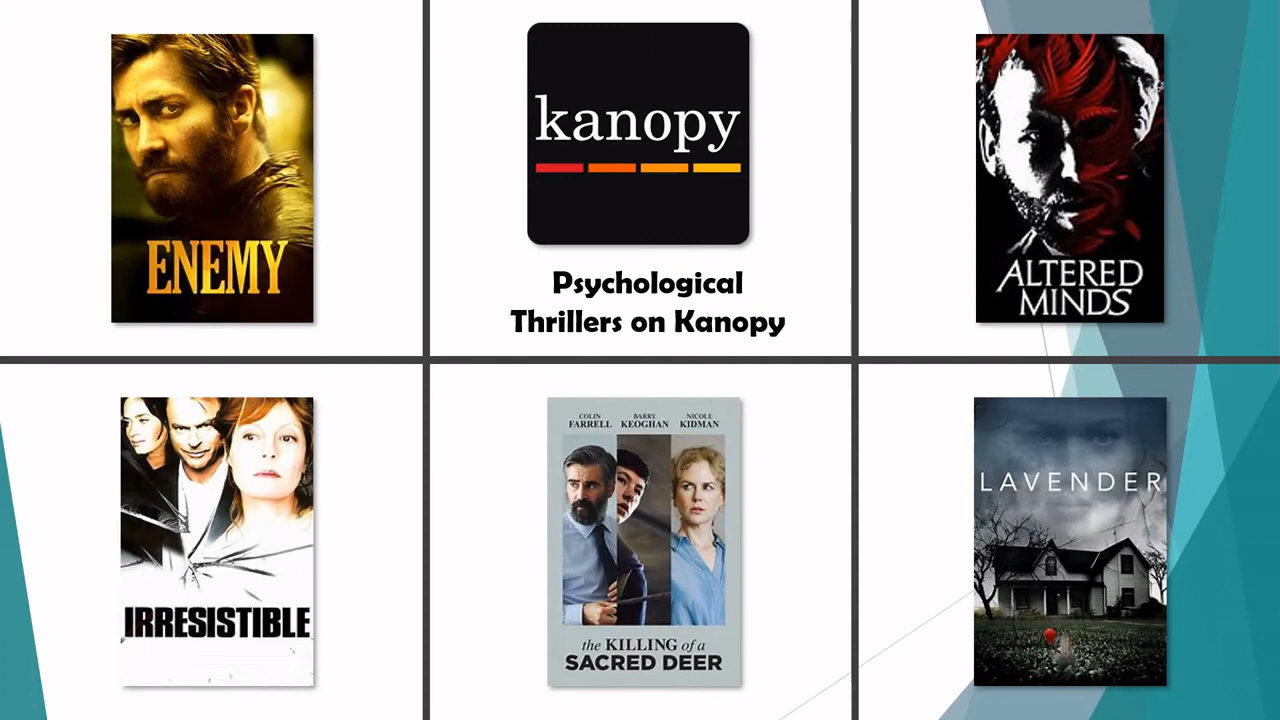 ENEMY
kanopy
Psychological
Thrillers on Kanopy
ALTERED
MINDS
IRRESISTIBLE
COLIN
FARRELL
BARRY
KEOGHAN
NICOLE
KIDMAN
the KILLING of a
SACRED DEER
LAVENDER